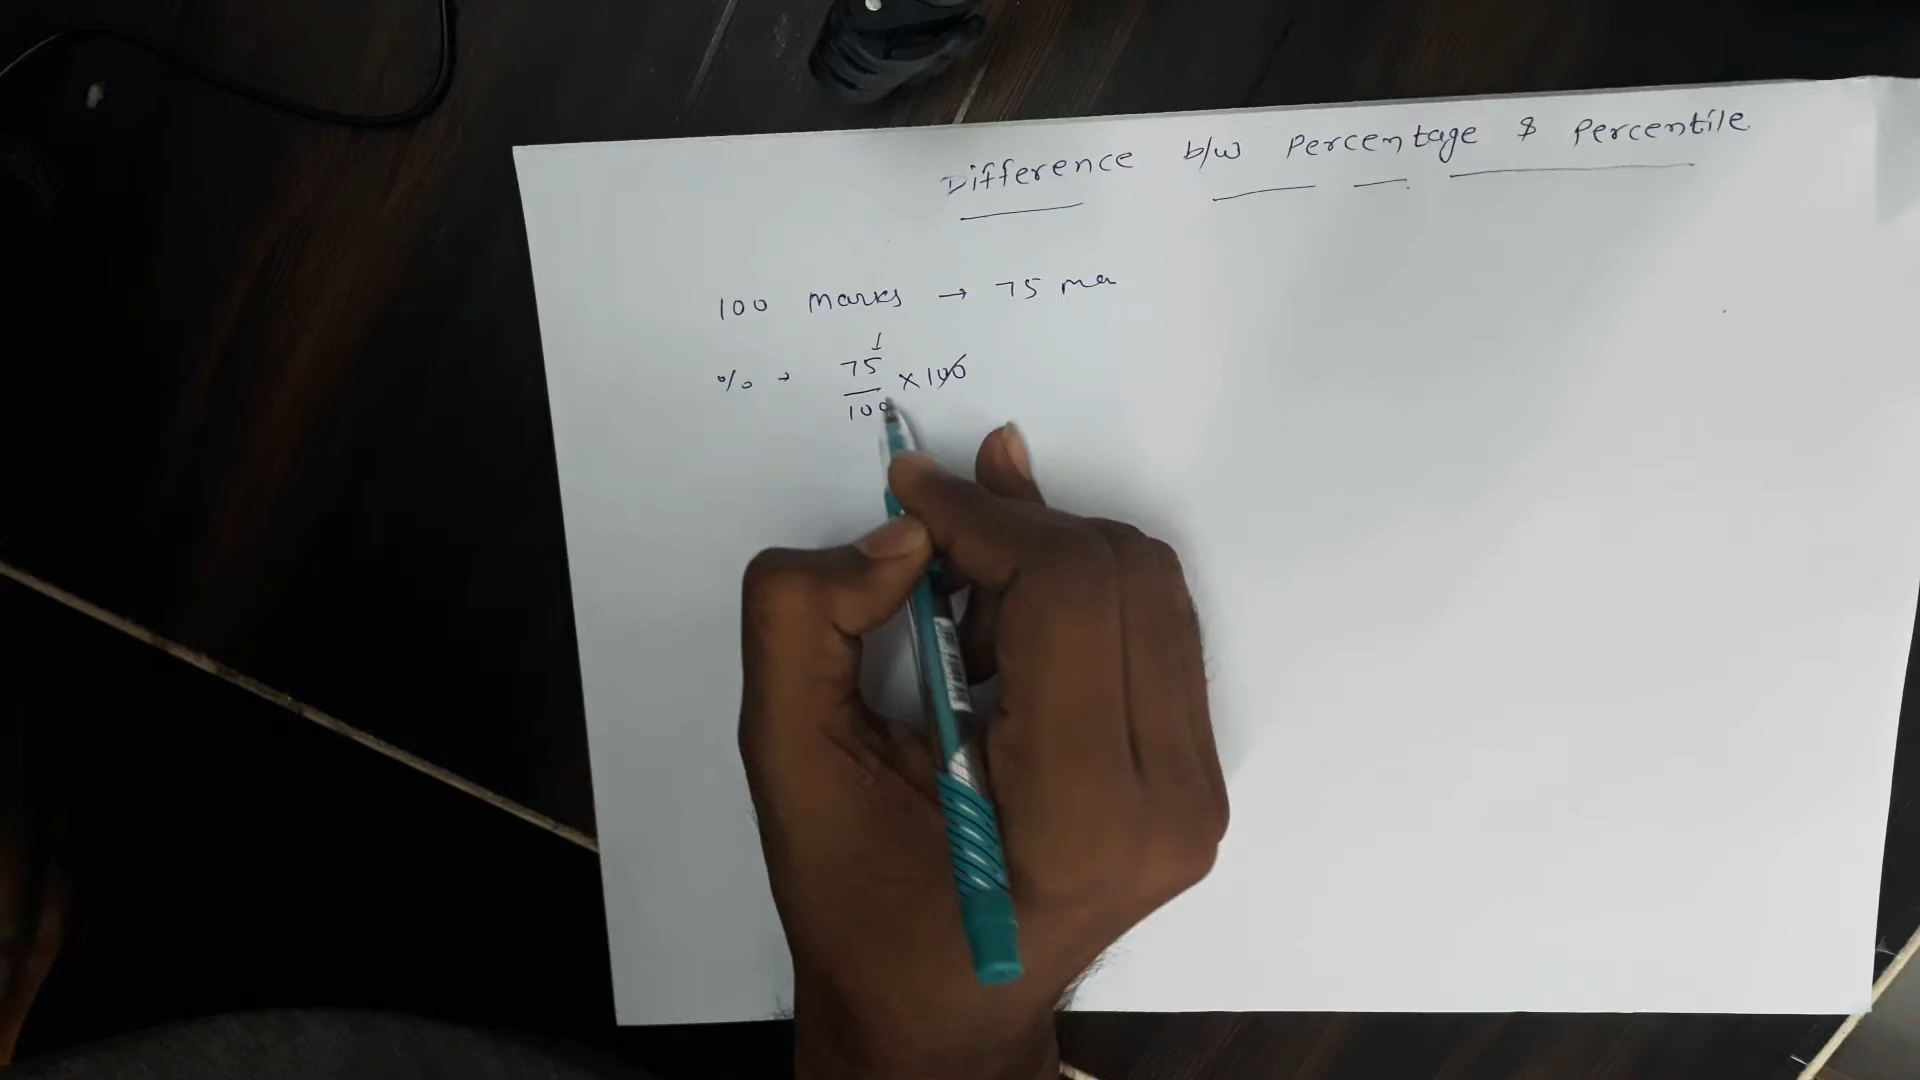 Difference b/w Percentage & Percentile
100 Marks → 75 ma
% → 75/100 × 100